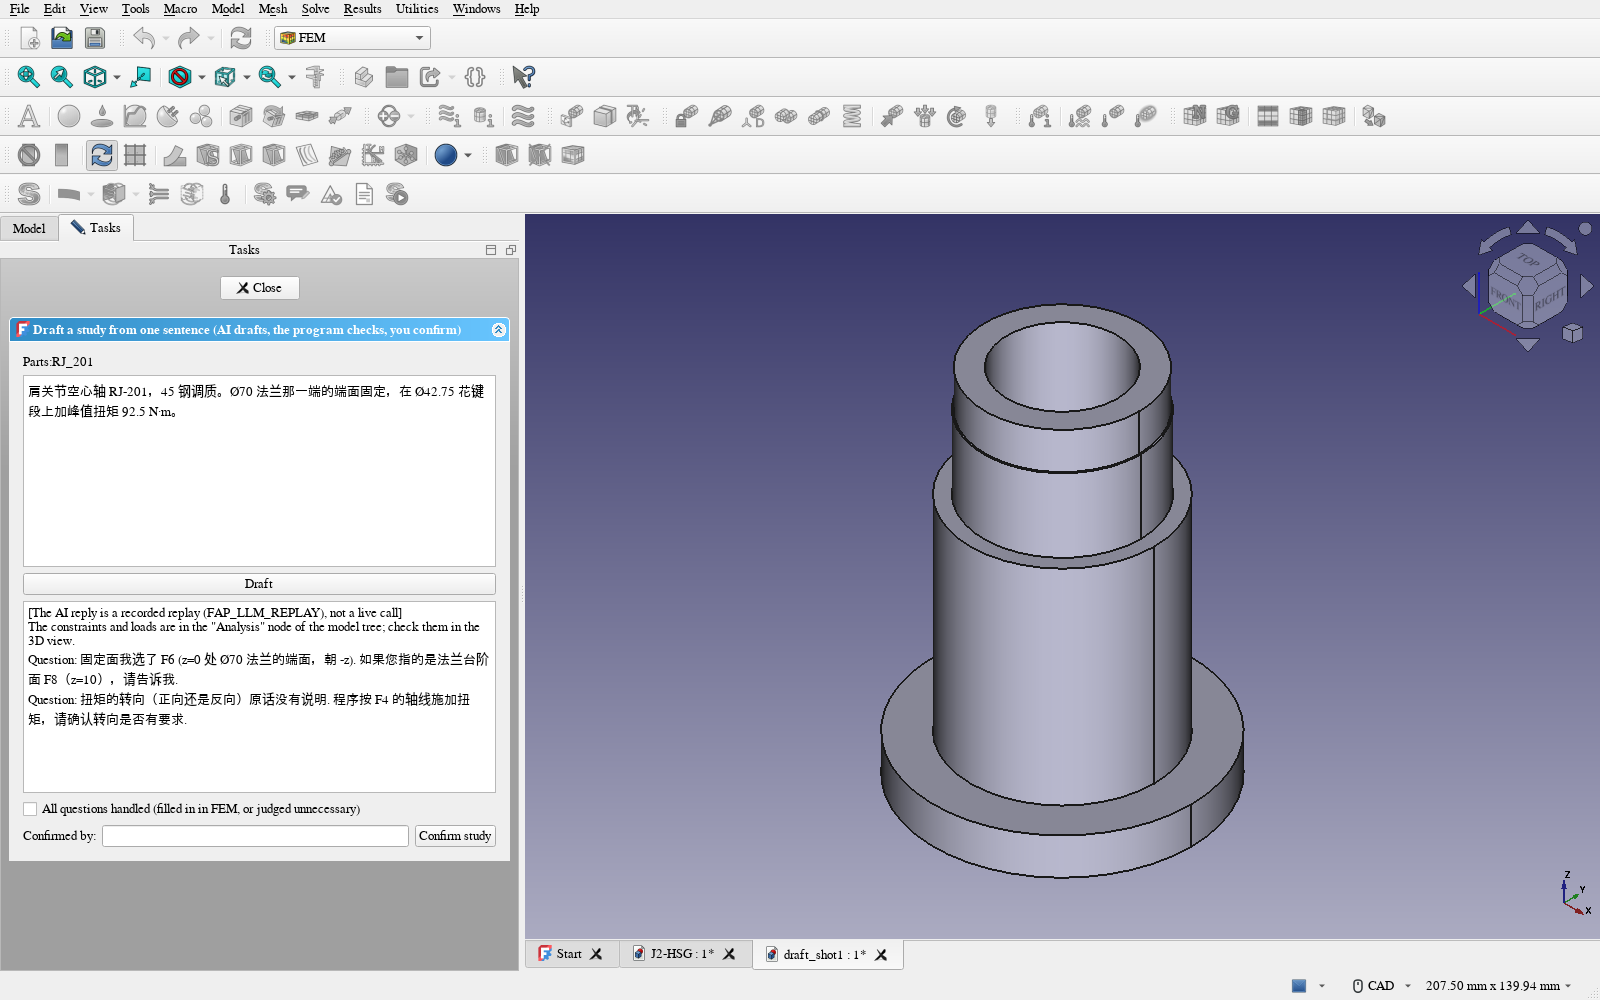 File Edit View Tools Macro Model Mesh Solve Results Utilities Windows Help
FEM
Model Tasks
Tasks
Close
Draft a study from one sentence (AI drafts, the program checks, you confirm)
Parts:RJ_201
肩关节空心轴 RJ-201，45 钢调质。Ø70 法兰那一端的端面固定，在 Ø42.75 花键
段上加峰值扭矩 92.5 N·m。
Draft
[The AI reply is a recorded replay (FAP_LLM_REPLAY), not a live call]
The constraints and loads are in the "Analysis" node of the model tree; check them in the
3D view.
Question: 固定面我选了 F6 (z=0 处 Ø70 法兰的端面，朝 -z). 如果您指的是法兰台阶
面 F8（z=10），请告诉我.
Question: 扭矩的转向（正向还是反向）原话没有说明. 程序按 F4 的轴线施加扭
矩，请确认转向是否有要求.
All questions handled (filled in in FEM, or judged unnecessary)
Confirmed by: Confirm study
TOP
FRONT RIGHT
Z
Y
X
Start J2-HSG : 1* draft_shot1 : 1*
CAD 207.50 mm x 139.94 mm